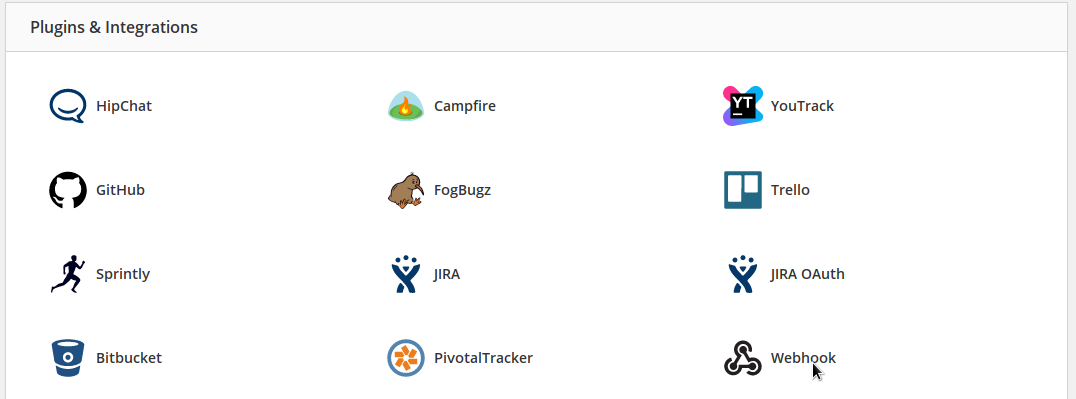 Plugins & Integrations
HipChat
Campfire
YT
YouTrack
GitHub
FogBugz
Trello
Sprintly
JIRA
JIRA OAuth
Bitbucket
PivotalTracker
Webhook